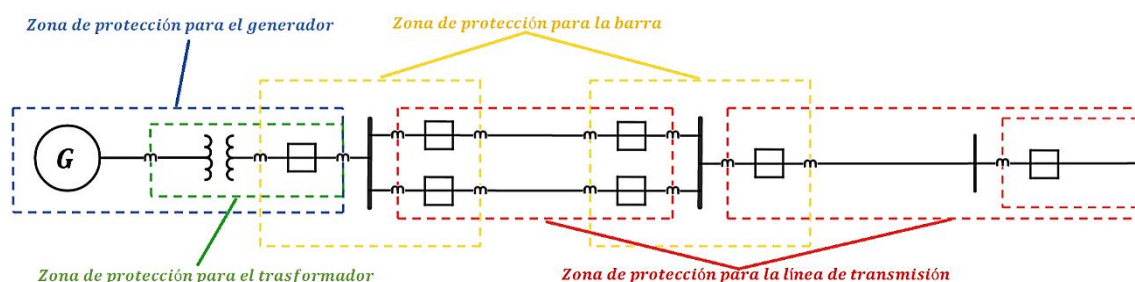 Zona de protección para el generador
Zona de protección para la barra
G
Zona de protección para el trasformador
Zona de protección para la línea de transmisión